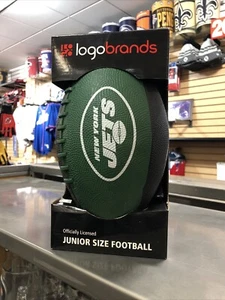 logobrands
NEW YORK
JETS
Officially Licensed
JUNIOR SIZE FOOTBALL